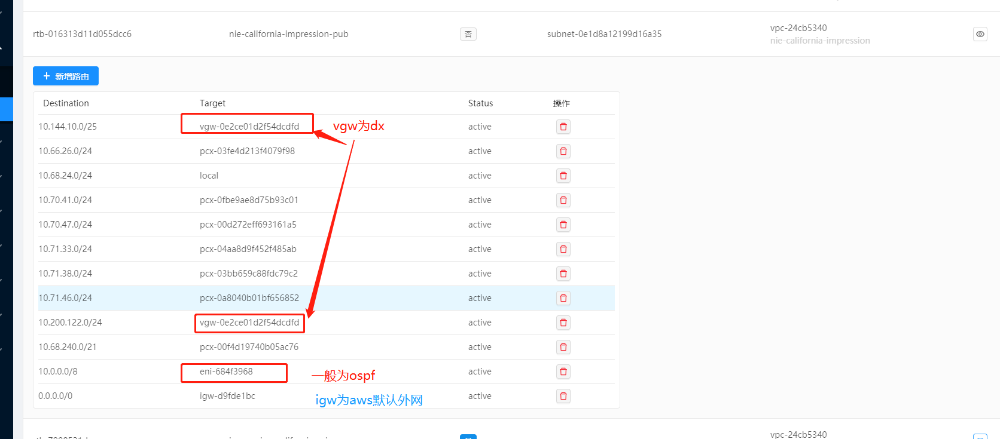 rtb-016313d11d055dcc6 nie-california-impression-pub 否 subnet-0e1d8a12199d16a35 vpc-24cb5340
nie-california-impression
+ 新增路由
Destination Target Status 操作
10.144.10.0/25 vgw-0e2ce01d2f54dcdfd vgw为dx active
10.66.26.0/24 pcx-03fe4d213f4079f98 active
10.68.24.0/24 local active
10.70.41.0/24 pcx-0fbe9ae8d75b93c01 active
10.70.47.0/24 pcx-00d272eff693161a5 active
10.71.33.0/24 pcx-04aa8d9f452f485ab active
10.71.38.0/24 pcx-03bb659c88fdc79c2 active
10.71.46.0/24 pcx-0a8040b01bf656852 active
10.200.122.0/24 vgw-0e2ce01d2f54dcdfd active
10.68.240.0/21 pcx-00f4d19740b05ac76 active
10.0.0.0/8 eni-684f3968 一般为ospf active
0.0.0.0/0 igw-d9fde1bc igw为aws默认外网 active
vpc-24cb5340